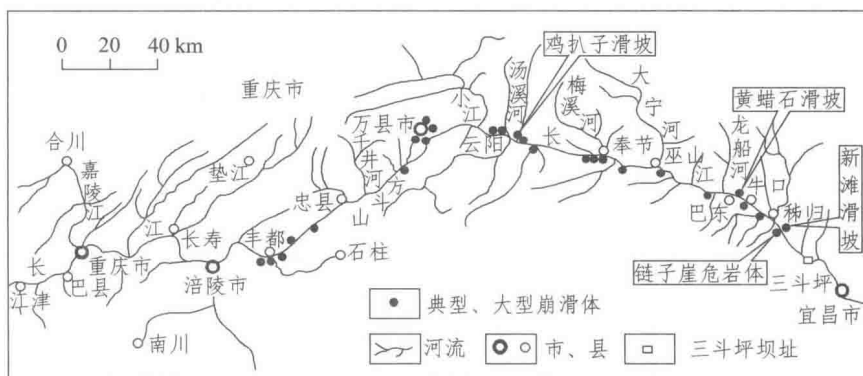 0 20 40 km
重庆市
鸡扒子滑坡
汤溪河
梅溪河
大宁河
小江
黄蜡石滑坡
龙船河
新滩滑坡
合川
嘉陵江
垫江
万县市
云阳
长
奉节
巫山
江
牛口
巴东
秭归
千井河
方斗山
忠县
江
长寿
丰都
石柱
长
重庆市
涪陵市
江津
巴县
南川
链子崖危岩体
三斗坪
宜昌市
典型、大型崩滑体
河流
市、县
三斗坪坝址